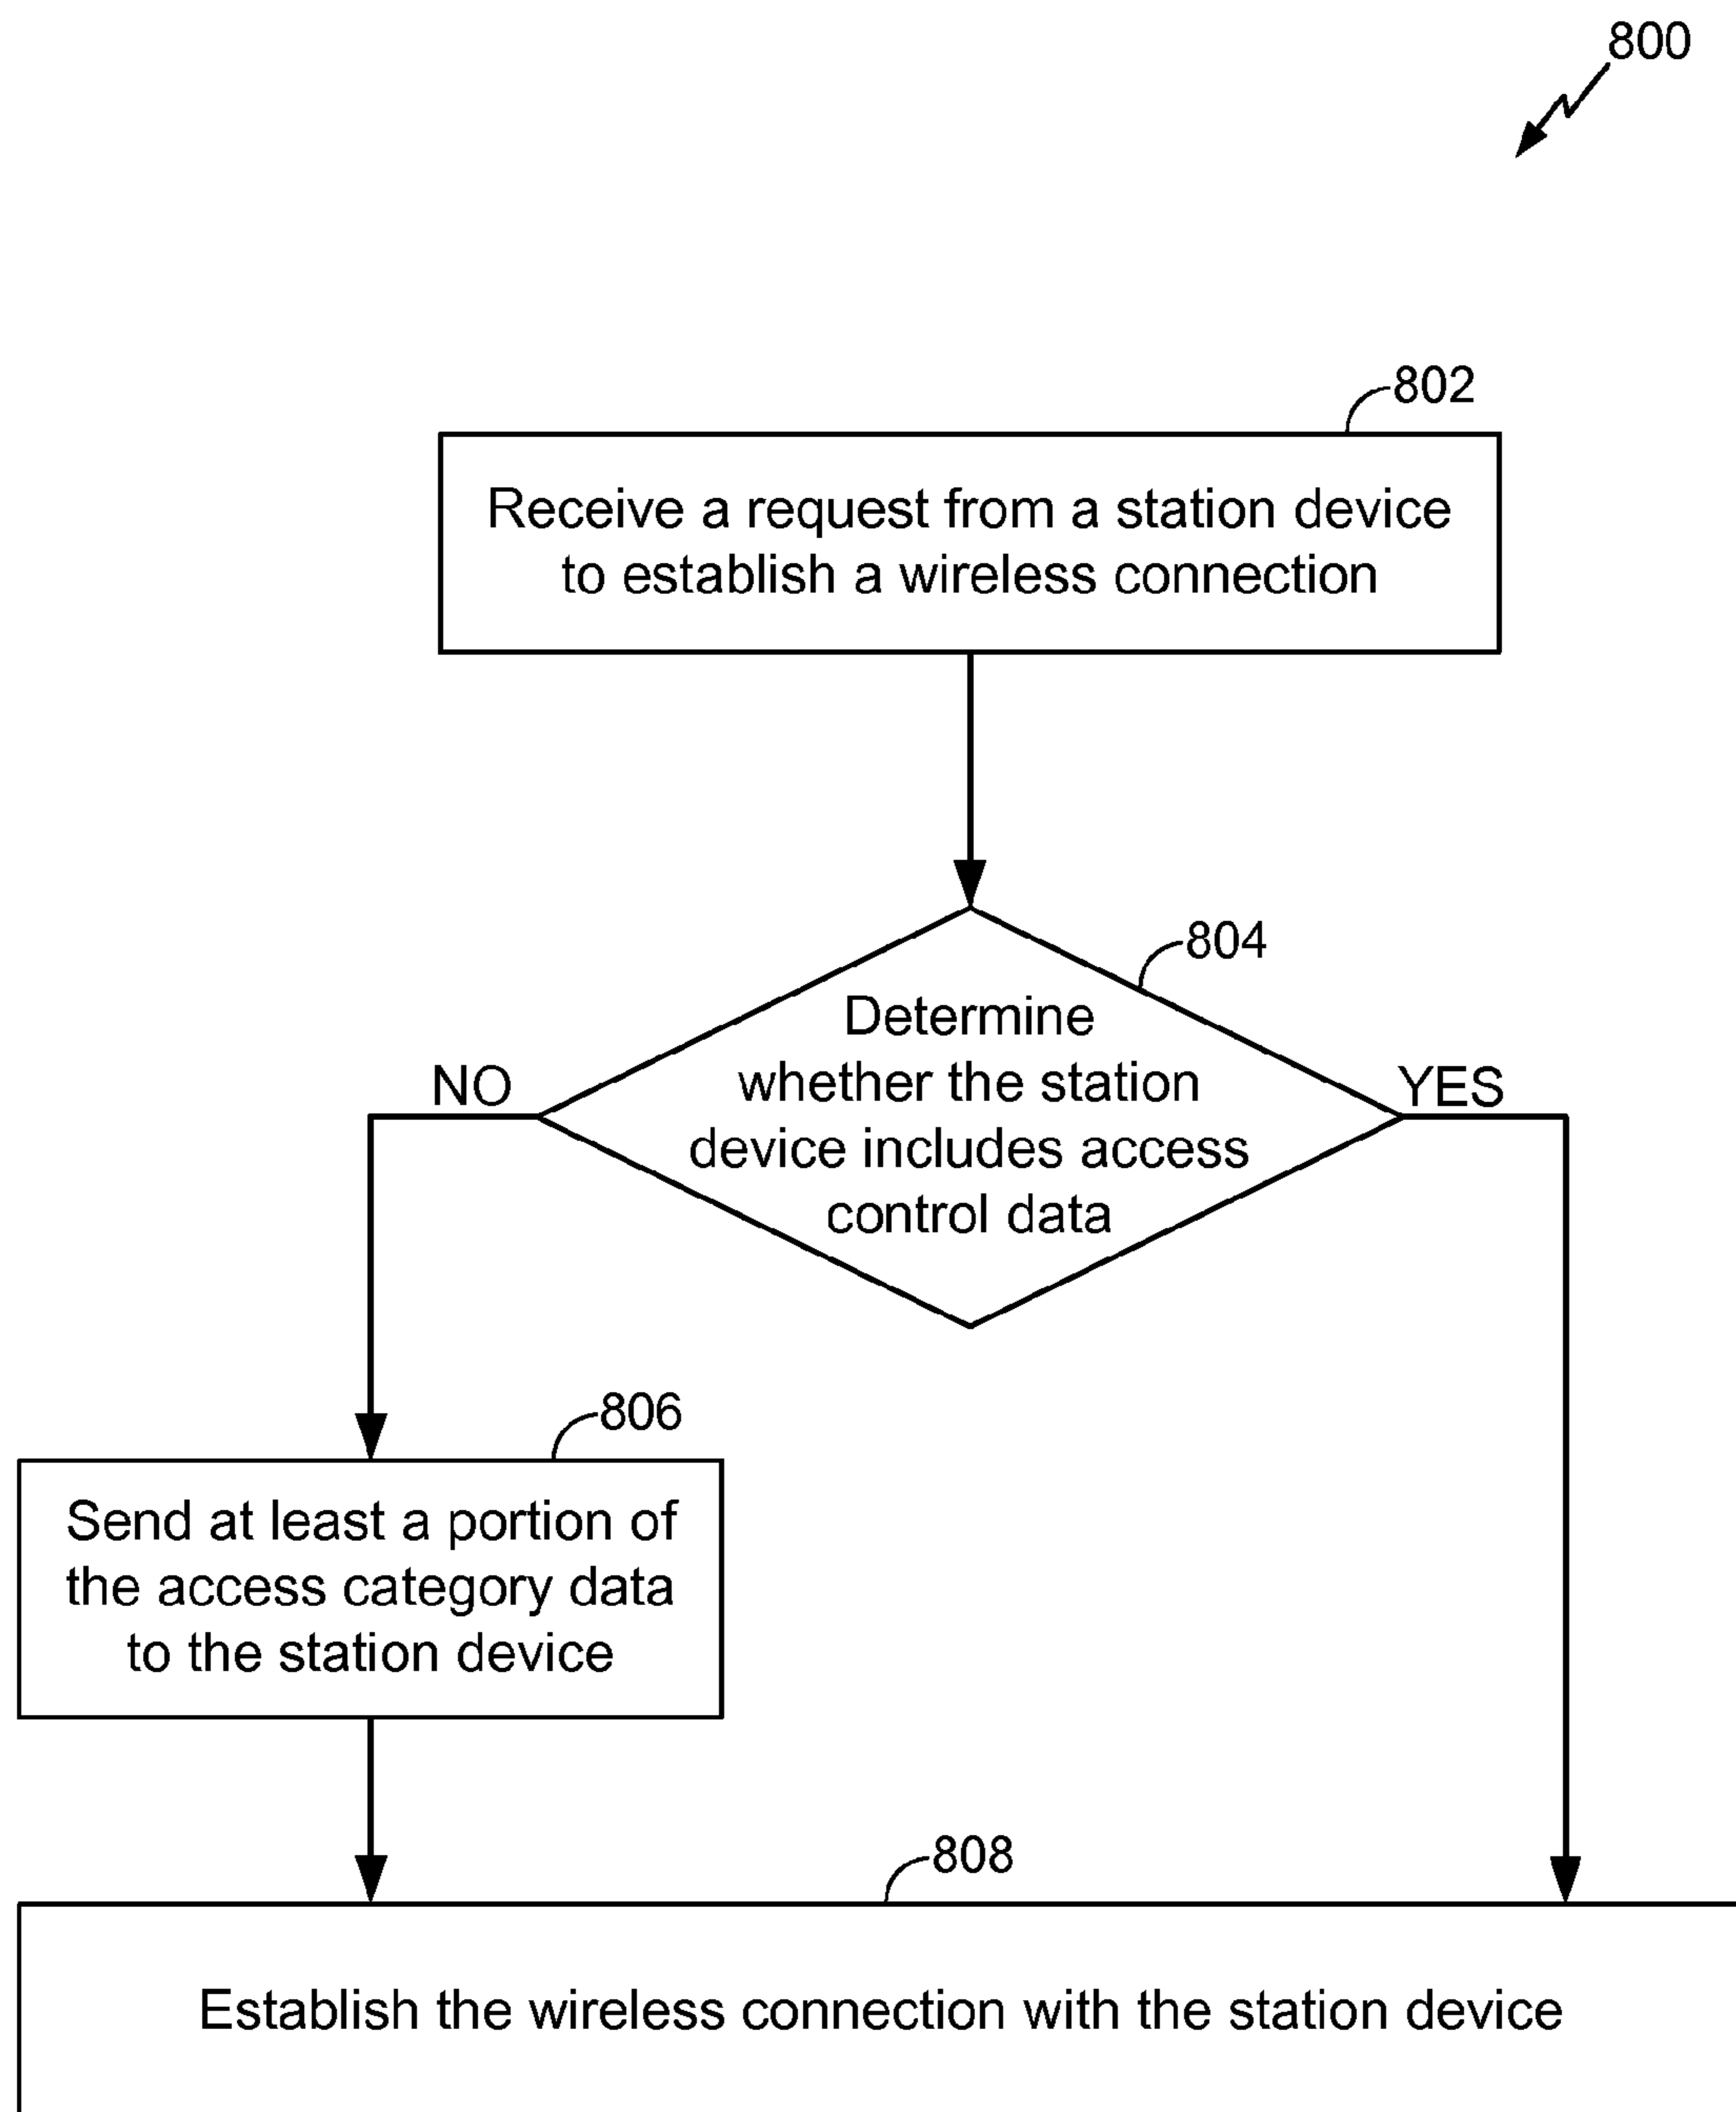 800
802
Receive a request from a station device
to establish a wireless connection
804
Determine
whether the station
device includes access
control data
NO
YES
806
Send at least a portion of
the access category data
to the station device
808
Establish the wireless connection with the station device